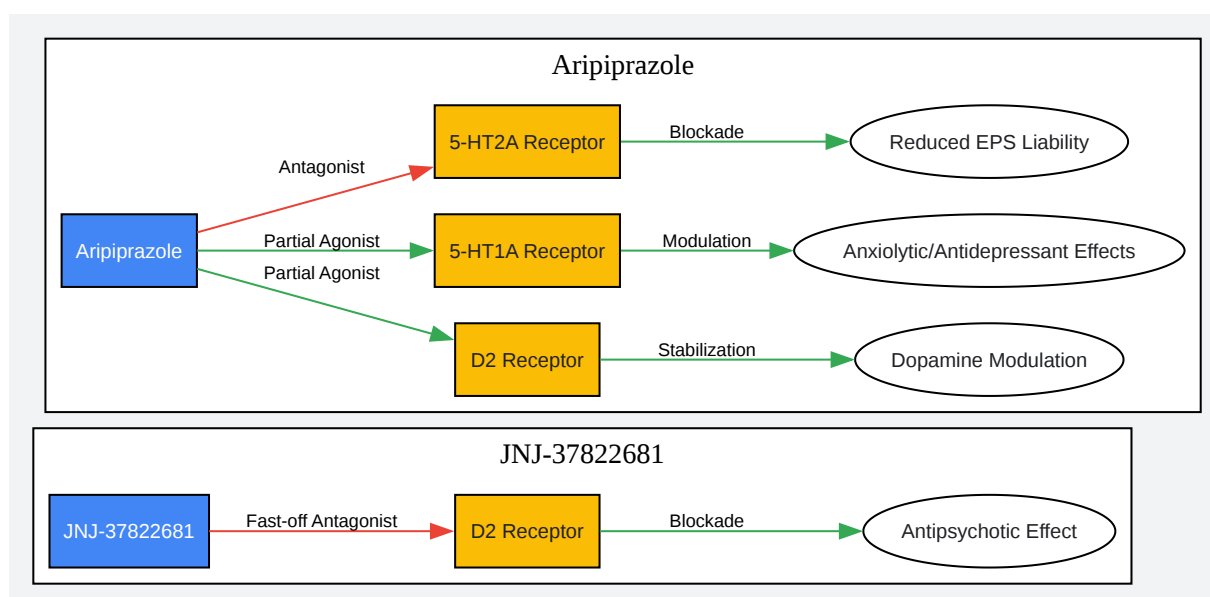 Aripiprazole
5-HT2A Receptor
Blockade
Reduced EPS Liability
Antagonist
Aripiprazole
Partial Agonist
5-HT1A Receptor
Modulation
Anxiolytic/Antidepressant Effects
Partial Agonist
D2 Receptor
Stabilization
Dopamine Modulation
JNJ-37822681
JNJ-37822681
Fast-off Antagonist
D2 Receptor
Blockade
Antipsychotic Effect